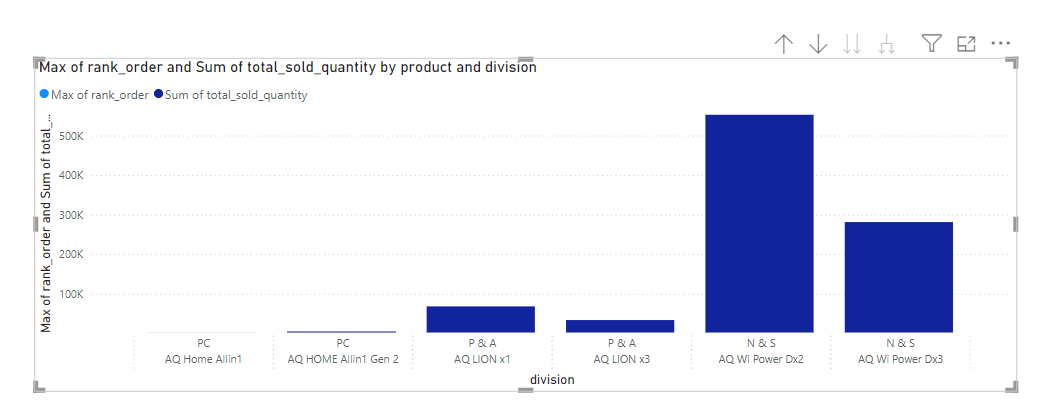 Max of rank_order and Sum of total_sold_quantity by product and division
Max of rank_order Sum of total_sold_quantity
Max of rank_order and Sum of total_...
500K
400K
300K
200K
100K
PC PC P & A P & A N & S N & S
AQ Home Allin1 AQ HOME Allin1 Gen 2 AQ LION x1 AQ LION x3 AQ Wi Power Dx2 AQ Wi Power Dx3
division